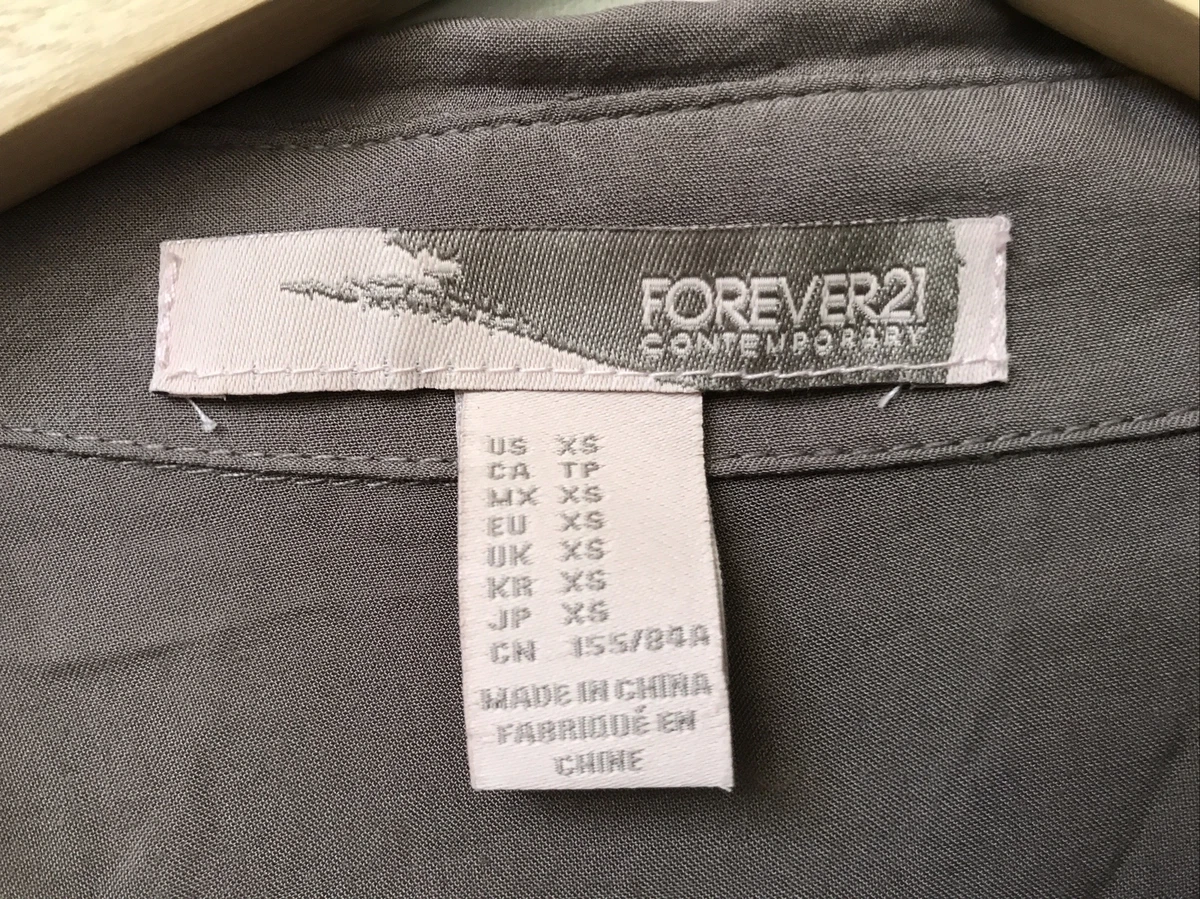 FOREVER21
CONTEMPORARY
US XS
CA TP
MX XS
EU XS
UK XS
KR XS
JP XS
CN 155/84A
MADE IN CHINA
FABRIQUÉ EN
CHINE